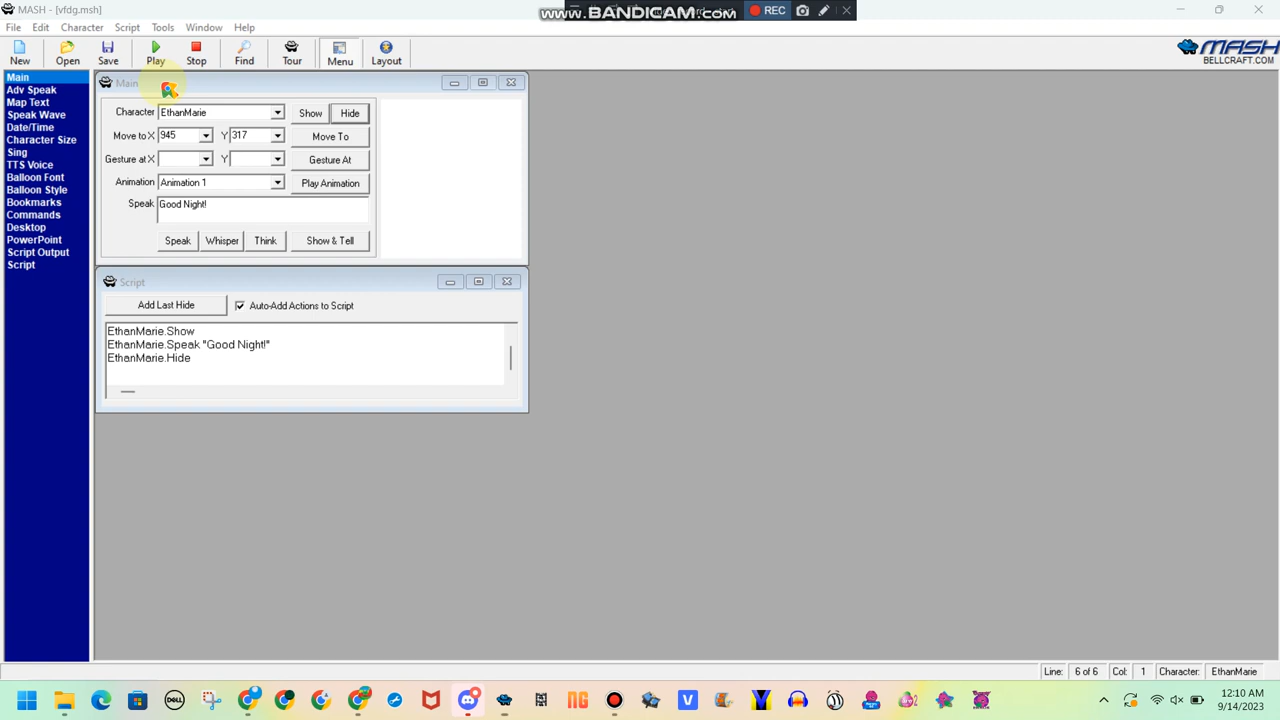 MASH - [vfdg.msh]
www.BANDICAM.com
REC
File Edit Character Script Tools Window Help
New Open Save Play Stop Find Tour Menu Layout
MASH
BELLCRAFT.COM
Main
Adv Speak
Map Text
Speak Wave
Date/Time
Character Size
Sing
TTS Voice
Balloon Font
Balloon Style
Bookmarks
Commands
Desktop
PowerPoint
Script Output
Script
Main
Character EthanMarie Show Hide
Move to X 945 Y 317 Move To
Gesture at X Y Gesture At
Animation Animation 1 Play Animation
Speak Good Night!
Speak Whisper Think Show & Tell
Script
Add Last Hide Auto-Add Actions to Script
EthanMarie.Show
EthanMarie.Speak "Good Night!"
EthanMarie.Hide
Line: 6 of 6 Col: 1 Character: EthanMarie
DELL NG V
12:10 AM
9/14/2023